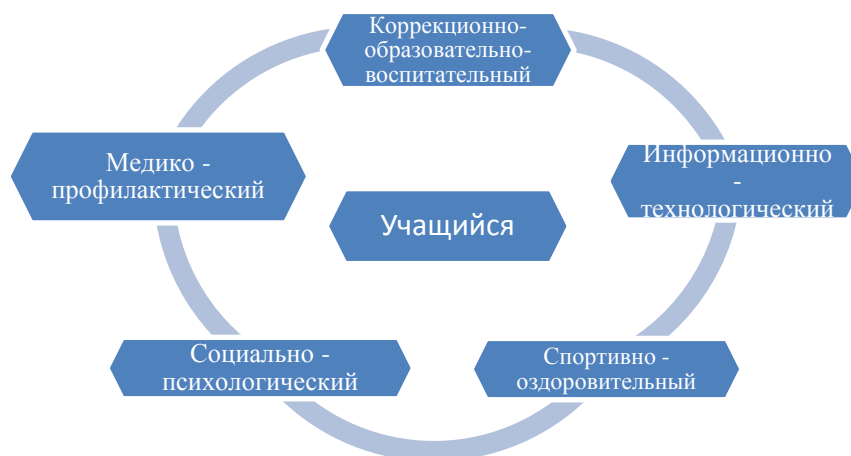 Коррекционно-
образовательно-
воспитательный
Медико -
профилактический
Информационно
-
технологический
Учащийся
Социально -
психологический
Спортивно -
оздоровительный